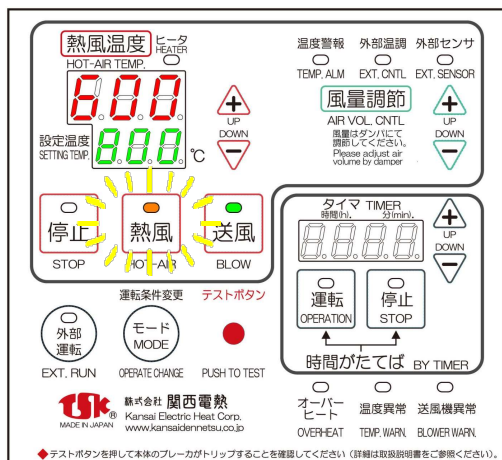 熱風温度 ヒータ
HEATER
HOT-AIR TEMP.
600
UP
DOWN
設定温度
SETTING TEMP.
800
℃
停止
STOP
熱風
HOT-AIR
送風
BLOW
温度警報 外部温調 外部センサ
TEMP. ALM EXT. CNTL EXT. SENSOR
風量調節
AIR VOL. CNTL
風量はダンパにて
調節してください。
Please adjust air
volume by damper
UP
DOWN
タイマ TIMER
時間(h). 分(min).
8.8.8.8.
UP
DOWN
運転
OPERATION
停止
STOP
時間がたてば BY TIMER
運転条件変更 テストボタン
外部
運転
モード
MODE
EXT. RUN OPERATE CHANGE PUSH TO TEST
オーバー
ヒート
温度異常 送風機異常
OVERHEAT TEMP. WARN. BLOWER WARN.
TSK ®
MADE IN JAPAN
株式会社 関西電熱
Kansai Electric Heat Corp.
www.kansaidennetsu.co.jp
◆テストボタンを押して本体のブレーカがトリップすることを確認してください（詳細は取扱説明書をご参照ください）。